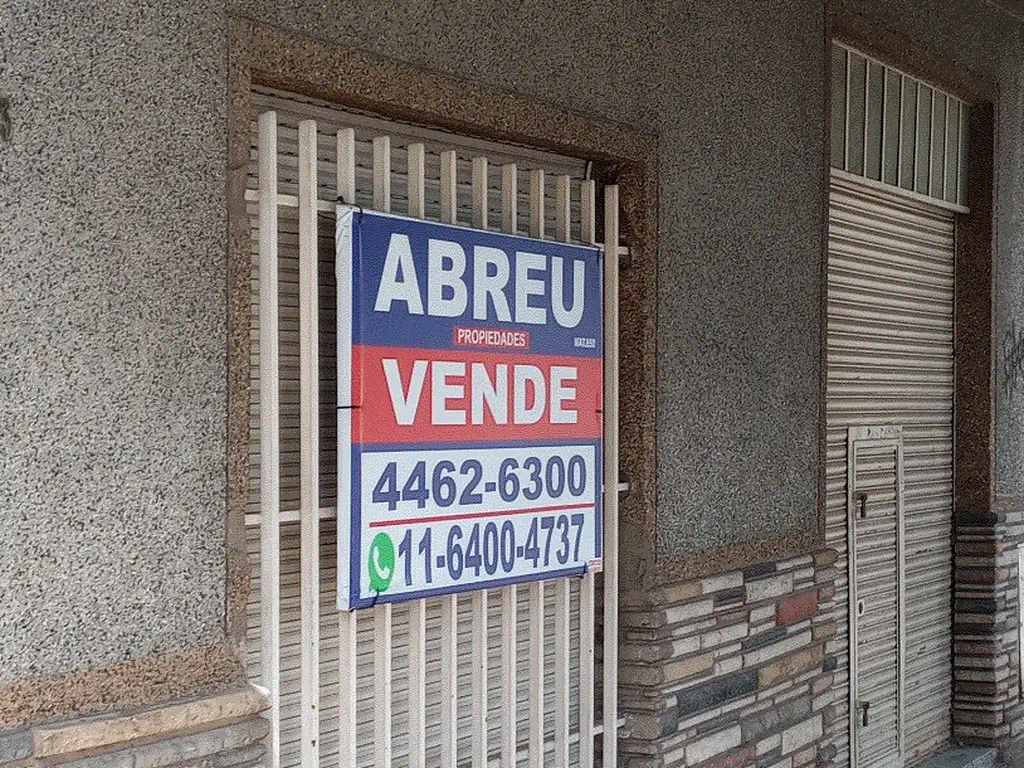 ABREU
PROPIEDADES
VENDE
4462-6300
11-6400-4737